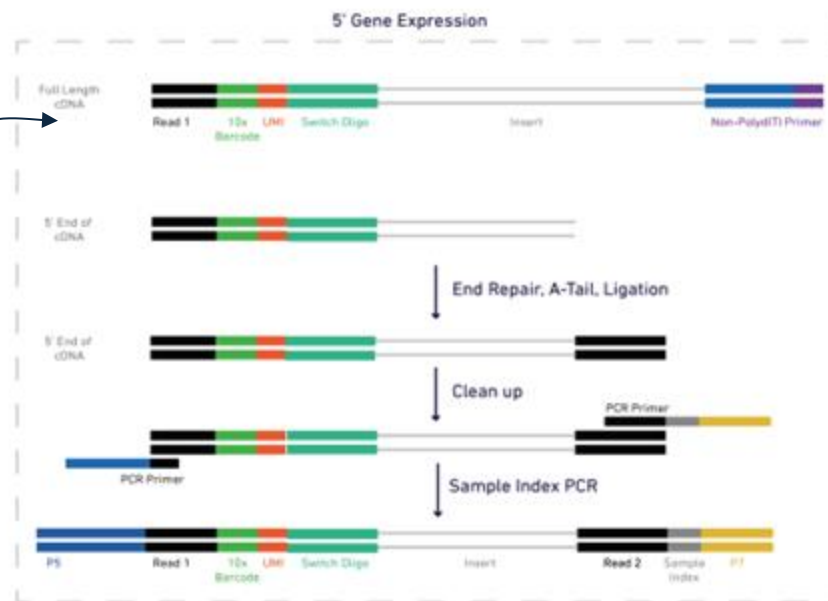 5' Gene Expression
Full Length
cDNA
Read 1
10x
Barcode
UMI
Switch Oligo
Insert
Non-Poly(dT) Primer
5' End of
cDNA
End Repair, A-Tail, Ligation
5' End of
cDNA
Clean up
PCR Primer
PCR Primer
Sample Index PCR
P5
Read 1
10x
Barcode
UMI
Switch Oligo
Insert
Read 2
Sample
Index
P7